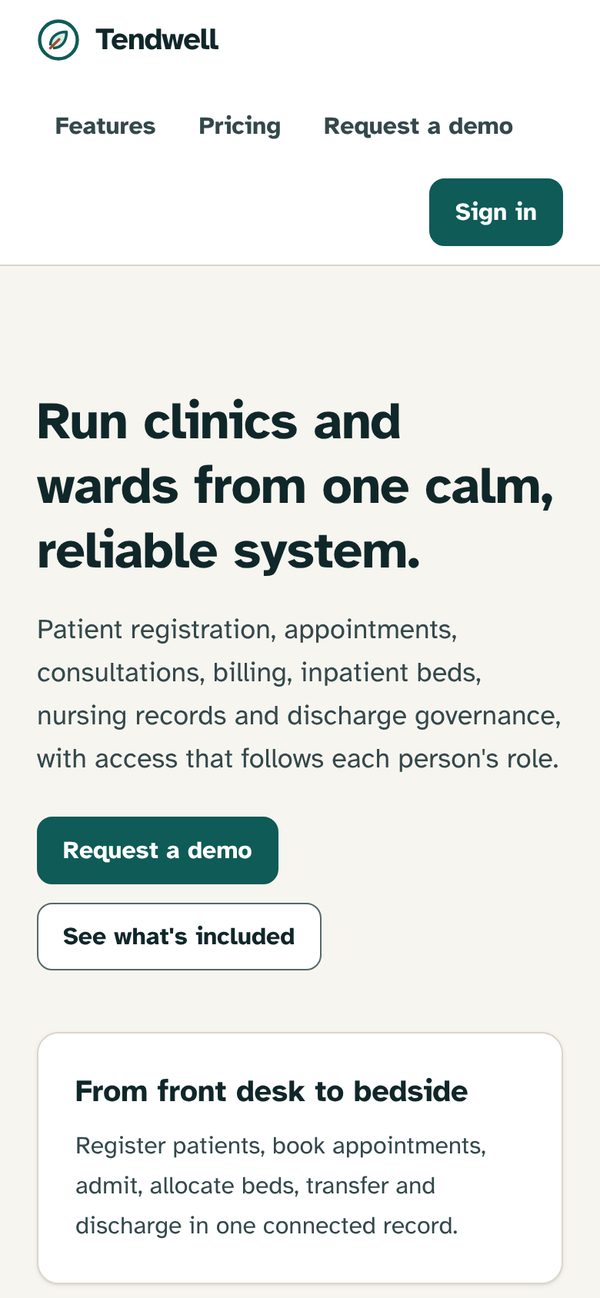 Tendwell
Features
Pricing
Request a demo
Sign in
Run clinics and
wards from one calm,
reliable system.
Patient registration, appointments,
consultations, billing, inpatient beds,
nursing records and discharge governance,
with access that follows each person's role.
Request a demo
See what's included
From front desk to bedside
Register patients, book appointments,
admit, allocate beds, transfer and
discharge in one connected record.